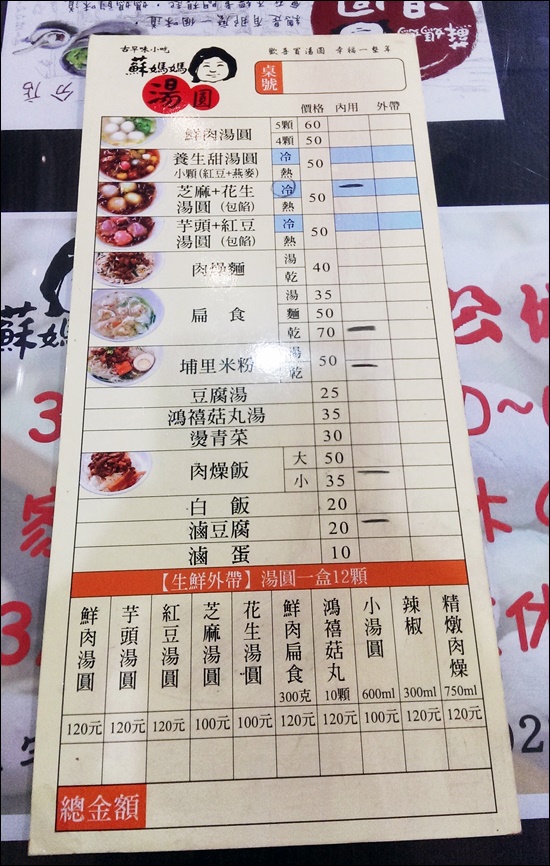 古早味小吃
蘇媽媽
湯圓
歡喜買湯圓 幸福一整年
桌號
價格 內用 外帶
鮮肉湯圓 5顆 60
4顆 50
養生甜湯圓 冷 50
小顆(紅豆+燕麥) 熱
芝麻+花生 冷 50
湯圓(包餡) 熱
芋頭+紅豆 冷 50
湯圓(包餡) 熱
肉燥麵 湯 40
乾
扁食 湯 35
麵 50
乾 70
埔里米粉 湯 50
乾
豆腐湯 25
鴻禧菇丸湯 35
燙青菜 30
肉燥飯 大 50
小 35
白飯 20
滷豆腐 20
滷蛋 10
【生鮮外帶】湯圓一盒12顆
鮮肉湯圓 120元
芋頭湯圓 120元
紅豆湯圓 120元
芝麻湯圓 100元
花生湯圓 100元
鮮肉扁食 300克 120元
鴻禧菇丸 10顆 120元
小湯圓 600ml 100元
辣椒 300ml 120元
精燉肉燥 750ml 120元
總金額
分店
蘇